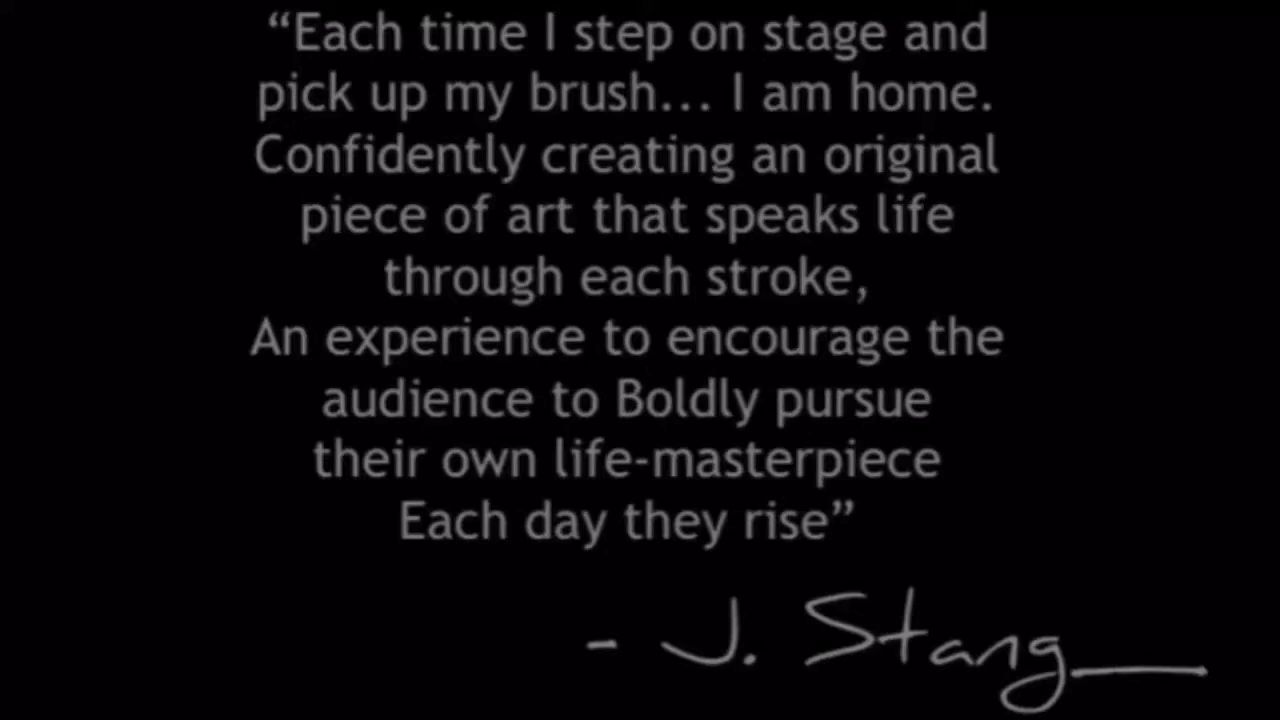 “Each time I step on stage and
pick up my brush... I am home.
Confidently creating an original
piece of art that speaks life
through each stroke,
An experience to encourage the
audience to Boldly pursue
their own life-masterpiece
Each day they rise”
- J. Stang